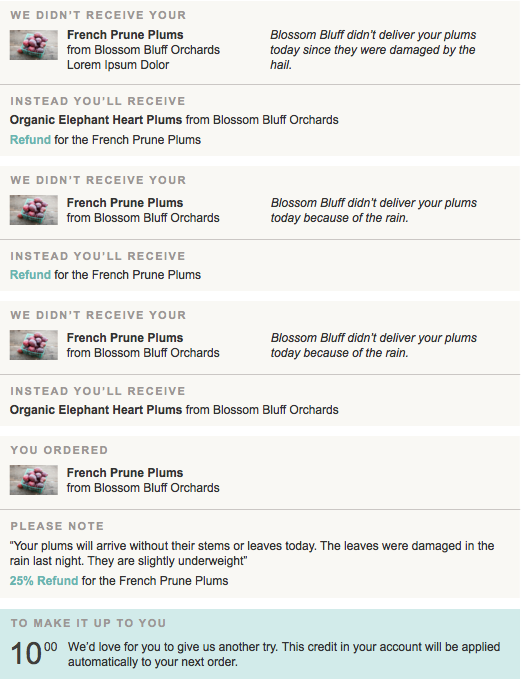 WE DIDN'T RECEIVE YOUR
French Prune Plums
from Blossom Bluff Orchards
Lorem Ipsum Dolor
Blossom Bluff didn't deliver your plums
today since they were damaged by the
hail.
INSTEAD YOU'LL RECEIVE
Organic Elephant Heart Plums from Blossom Bluff Orchards
Refund for the French Prune Plums
WE DIDN'T RECEIVE YOUR
French Prune Plums
from Blossom Bluff Orchards
Blossom Bluff didn't deliver your plums
today because of the rain.
INSTEAD YOU'LL RECEIVE
Refund for the French Prune Plums
WE DIDN'T RECEIVE YOUR
French Prune Plums
from Blossom Bluff Orchards
Blossom Bluff didn't deliver your plums
today because of the rain.
INSTEAD YOU'LL RECEIVE
Organic Elephant Heart Plums from Blossom Bluff Orchards
YOU ORDERED
French Prune Plums
from Blossom Bluff Orchards
PLEASE NOTE
"Your plums will arrive without their stems or leaves today. The leaves were damaged in the
rain last night. They are slightly underweight"
25% Refund for the French Prune Plums
TO MAKE IT UP TO YOU
10 00
We'd love for you to give us another try. This credit in your account will be applied
automatically to your next order.